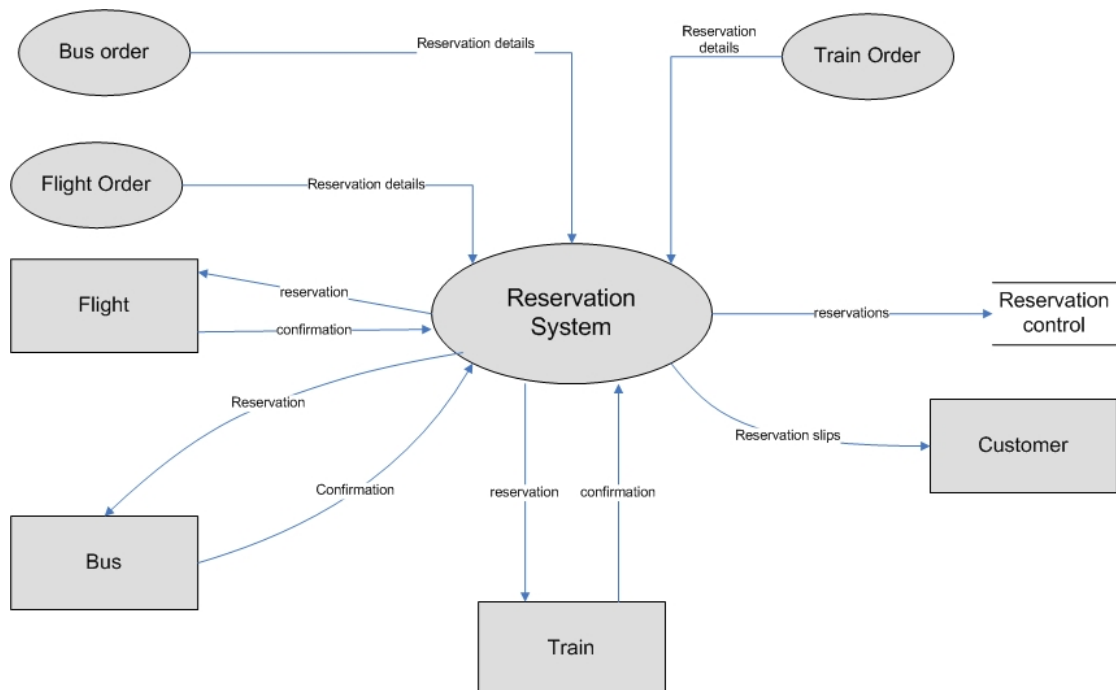 Bus order
Reservation details
Reservation
details
Train Order
Flight Order
Reservation details
Flight
reservation
confirmation
Reservation
System
reservations
Reservation
control
Reservation
Reservation slips
Customer
Confirmation
reservation
confirmation
Bus
Train